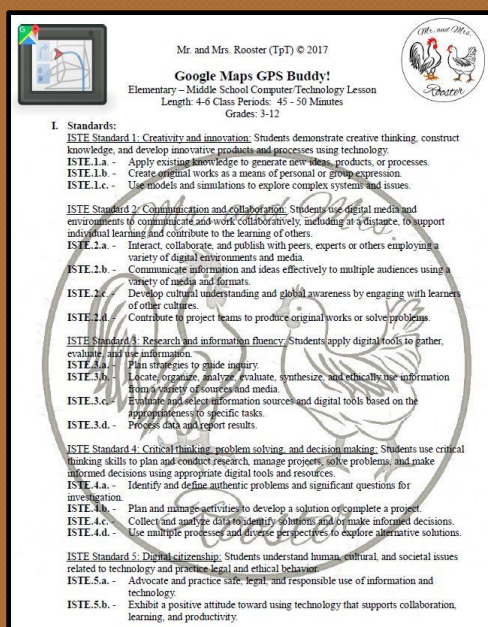 Mr. and Mrs.
Rooster
Mr. and Mrs. Rooster (TpT) © 2017
Google Maps GPS Buddy!
Elementary – Middle School Computer/Technology Lesson
Length: 4-6 Class Periods: 45 - 50 Minutes
Grades: 3-12
I. Standards:
ISTE Standard 1: Creativity and innovation: Students demonstrate creative thinking, construct
knowledge, and develop innovative products and processes using technology.
ISTE.1.a. - Apply existing knowledge to generate new ideas, products, or processes.
ISTE.1.b. - Create original works as a means of personal or group expression.
ISTE.1.c. - Use models and simulations to explore complex systems and issues.
ISTE Standard 2: Communication and collaboration: Students use digital media and
environments to communicate and work collaboratively, including at a distance, to support
individual learning and contribute to the learning of others.
ISTE.2.a. - Interact, collaborate, and publish with peers, experts or others employing a
variety of digital environments and media.
ISTE.2.b. - Communicate information and ideas effectively to multiple audiences using a
variety of media and formats.
ISTE.2.c. - Develop cultural understanding and global awareness by engaging with learners
of other cultures.
ISTE.2.d. - Contribute to project teams to produce original works or solve problems.
ISTE Standard 3: Research and information fluency: Students apply digital tools to gather,
evaluate, and use information.
ISTE.3.a. - Plan strategies to guide inquiry.
ISTE.3.b. - Locate, organize, analyze, evaluate, synthesize, and ethically use information
from a variety of sources and media.
ISTE.3.c. - Evaluate and select information sources and digital tools based on the
appropriateness to specific tasks.
ISTE.3.d. - Process data and report results.
ISTE Standard 4: Critical thinking, problem solving, and decision making: Students use critical
thinking skills to plan and conduct research, manage projects, solve problems, and make
informed decisions using appropriate digital tools and resources.
ISTE.4.a. - Identify and define authentic problems and significant questions for
investigation.
ISTE.4.b. - Plan and manage activities to develop a solution or complete a project.
ISTE.4.c. - Collect and analyze data to identify solutions and or make informed decisions.
ISTE.4.d. - Use multiple processes and diverse perspectives to explore alternative solutions.
ISTE Standard 5: Digital citizenship: Students understand human, cultural, and societal issues
related to technology and practice legal and ethical behavior.
ISTE.5.a. - Advocate and practice safe, legal, and responsible use of information and
technology.
ISTE.5.b. - Exhibit a positive attitude toward using technology that supports collaboration,
learning, and productivity.
Mr. and Mrs.
Rooster